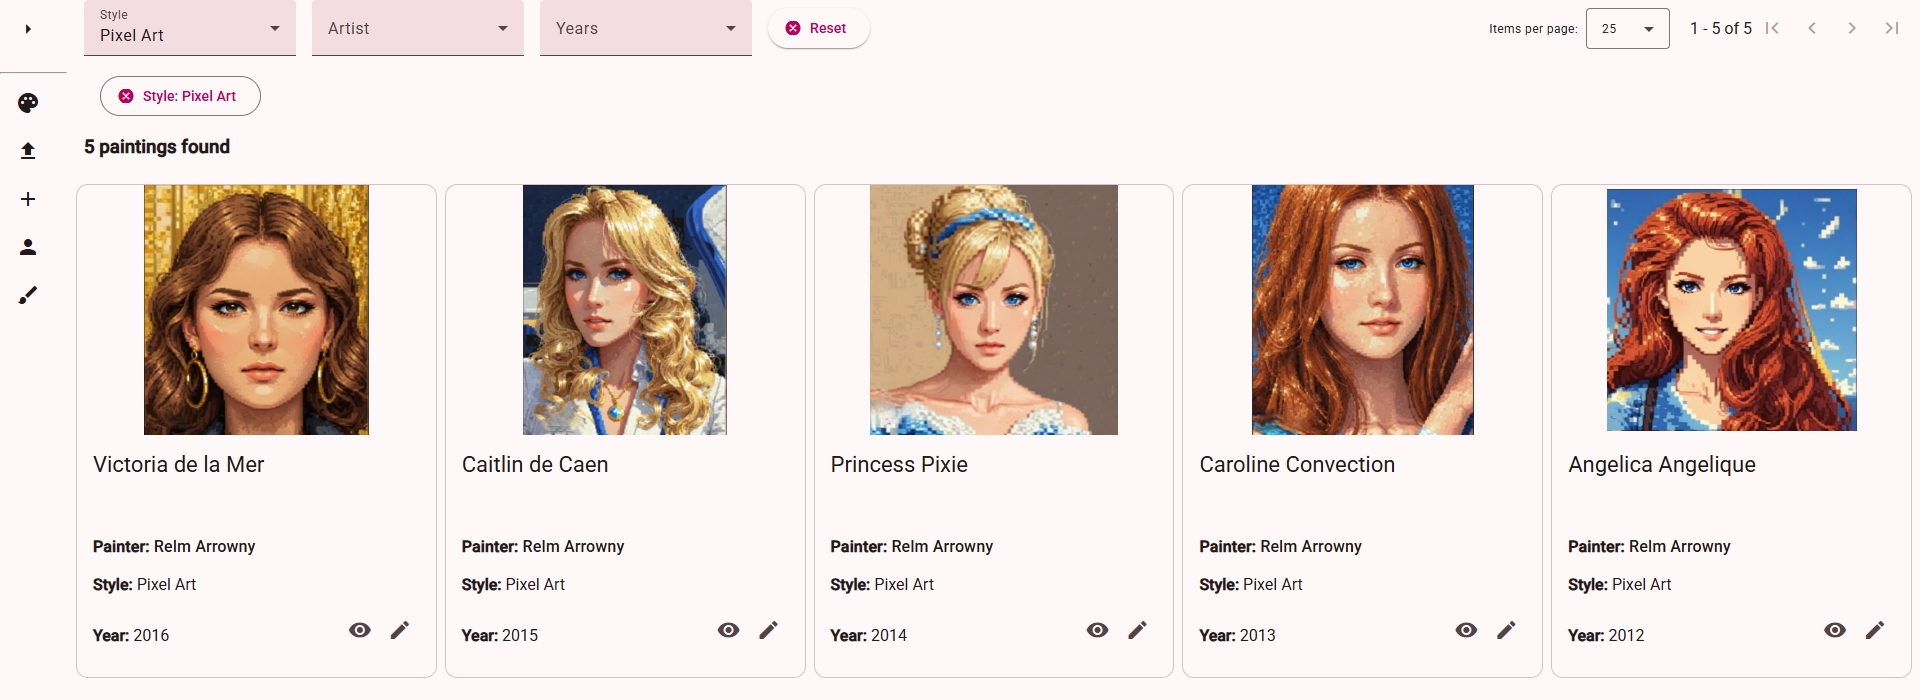 Style
Pixel Art
Artist
Years
Reset
Items per page:
25
1 - 5 of 5
Style: Pixel Art
5 paintings found
Victoria de la Mer
Painter: Relm Arrowny
Style: Pixel Art
Year: 2016
Caitlin de Caen
Painter: Relm Arrowny
Style: Pixel Art
Year: 2015
Princess Pixie
Painter: Relm Arrowny
Style: Pixel Art
Year: 2014
Caroline Convection
Painter: Relm Arrowny
Style: Pixel Art
Year: 2013
Angelica Angelique
Painter: Relm Arrowny
Style: Pixel Art
Year: 2012